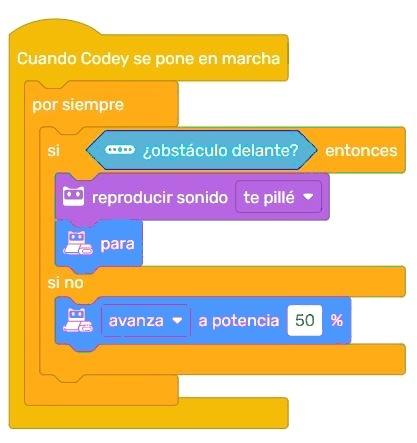 Cuando Codey se pone en marcha
por siempre
si ¿obstáculo delante? entonces
reproducir sonido te pillé
para
si no
avanza a potencia 50 %